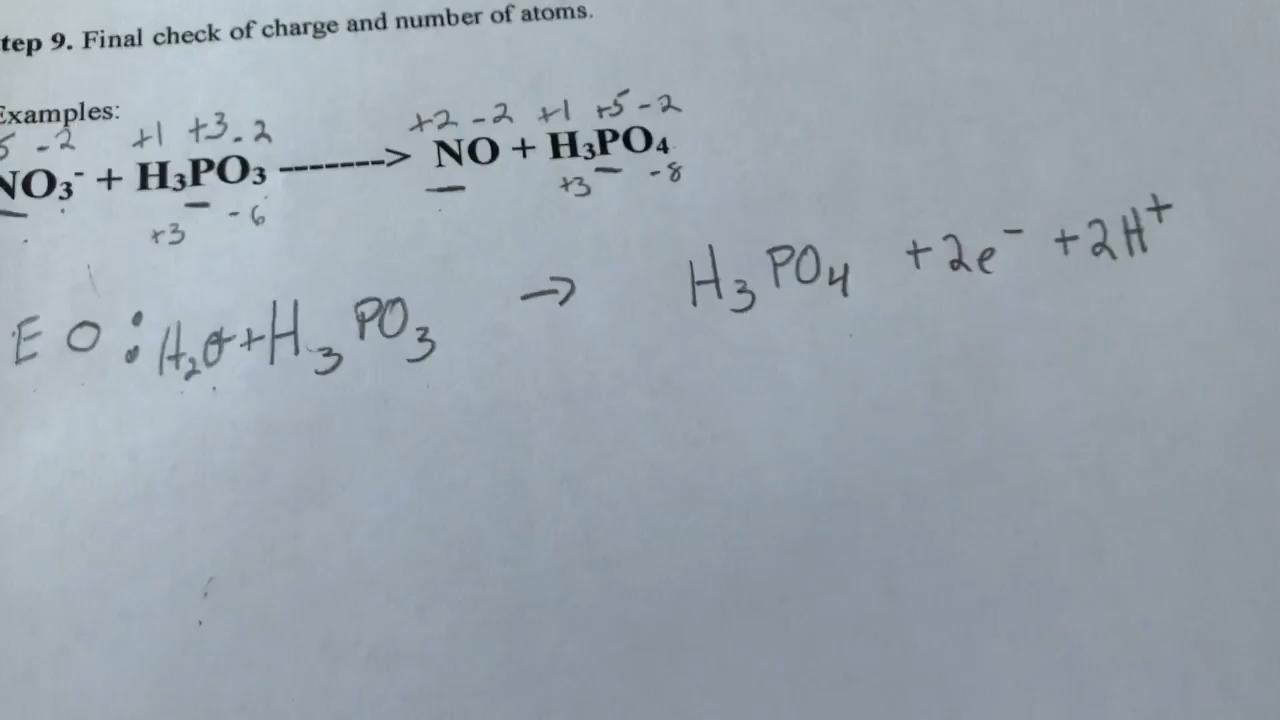 tep 9. Final check of charge and number of atoms.
Examples:
5 -2 +1 +3 -2 +2 -2 +1 +5 -2
NO3- + H3PO3 -------> NO + H3PO4
+3 -6 +3 -8
EO: H2O + H3PO3 → H3PO4 + 2e- + 2H+